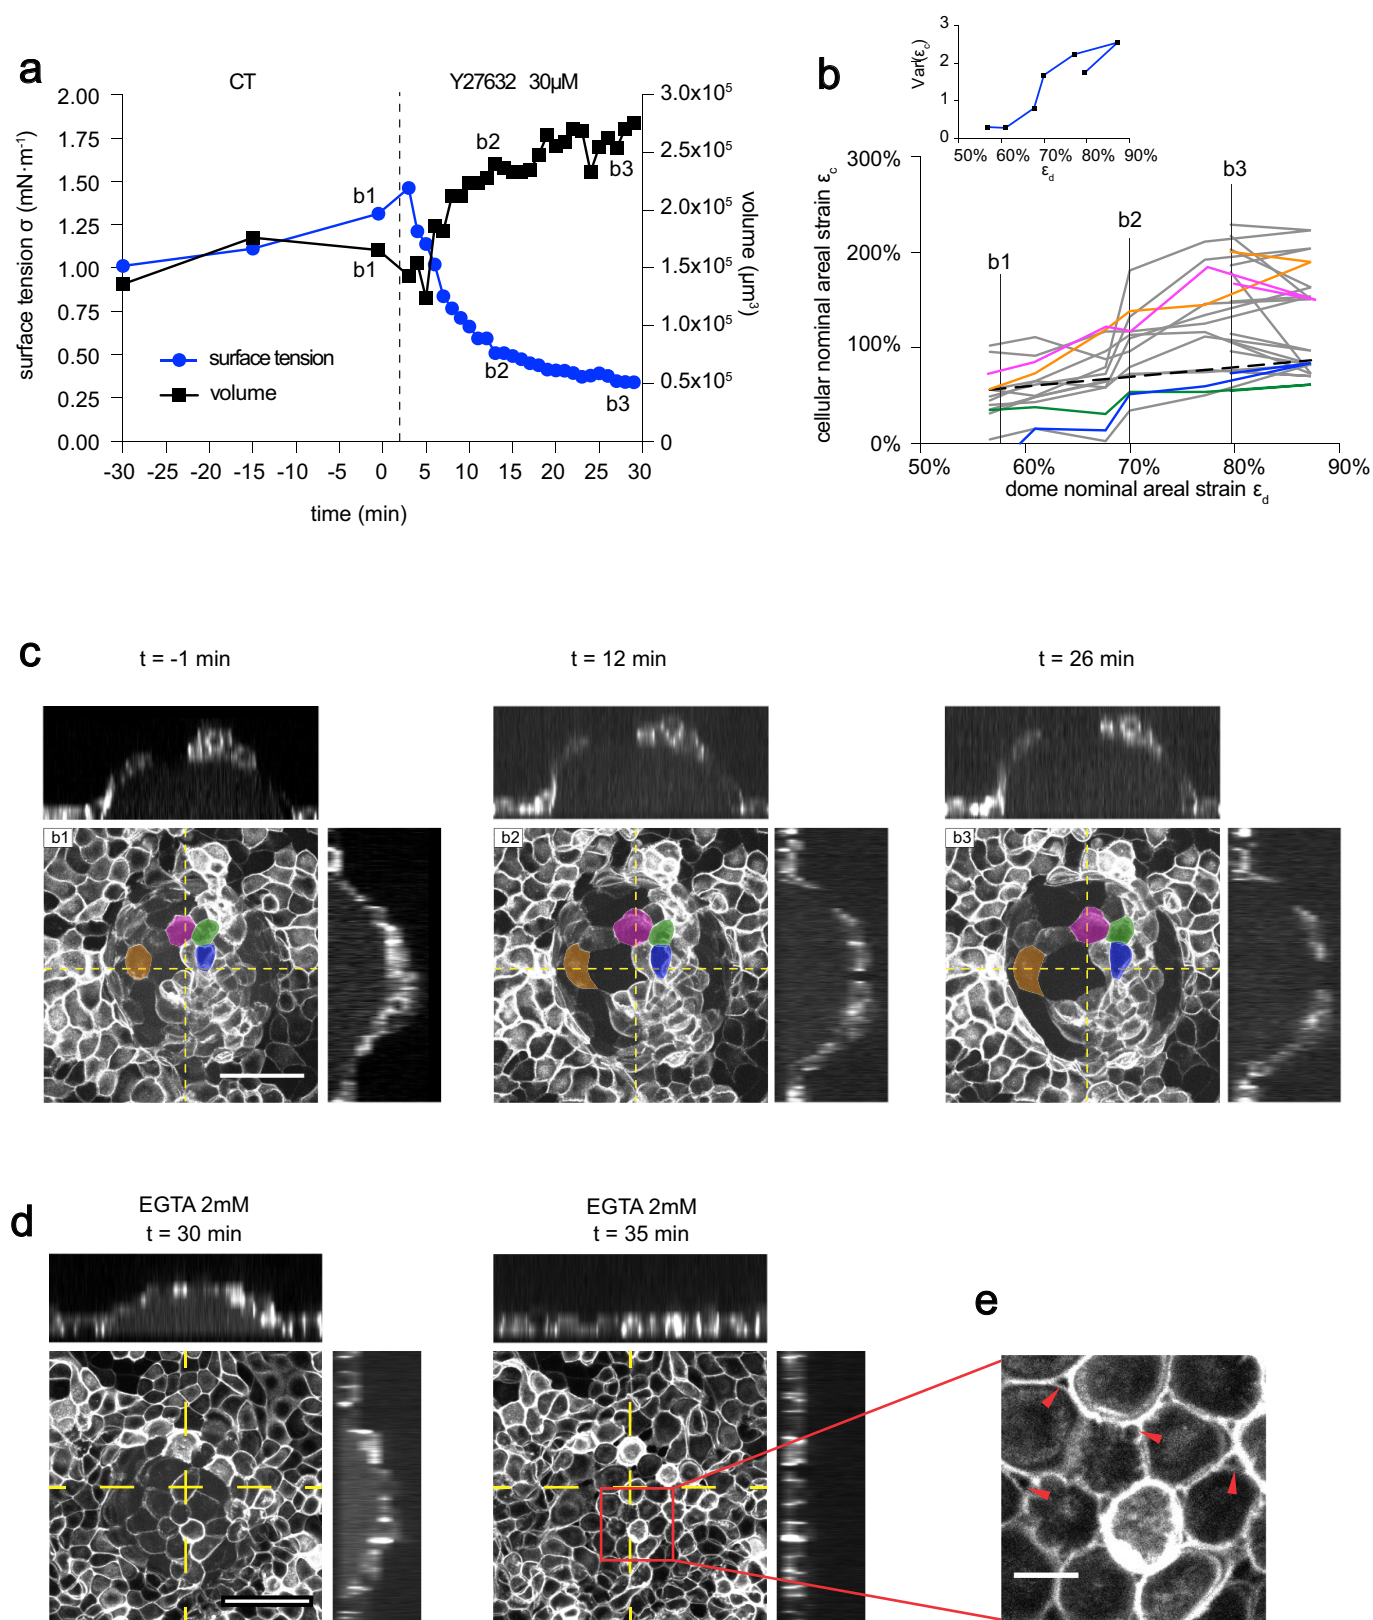 a
CT
Y27632 30µM
surface tension σ (mN·m-1)
2.00
1.75
1.50
1.25
1.00
0.75
0.50
0.25
0.00
b1
b1
b2
b2
b3
b3
surface tension
volume
3.0x10⁵
2.5x10⁵
2.0x10⁵
1.5x10⁵
1.0x10⁵
0.5x10⁵
0
volume (µm³)
-30 -25 -20 -15 -10 -5 0 5 10 15 20 25 30
time (min)
b
Var(εc)
3
2
1
0
50% 60% 70% 80% 90%
εd
cellular nominal areal strain εc
300%
200%
100%
0%
b1
b2
b3
50% 60% 70% 80% 90%
dome nominal areal strain εd
c
t = -1 min
t = 12 min
t = 26 min
b1
b2
b3
d
EGTA 2mM
t = 30 min
EGTA 2mM
t = 35 min
e